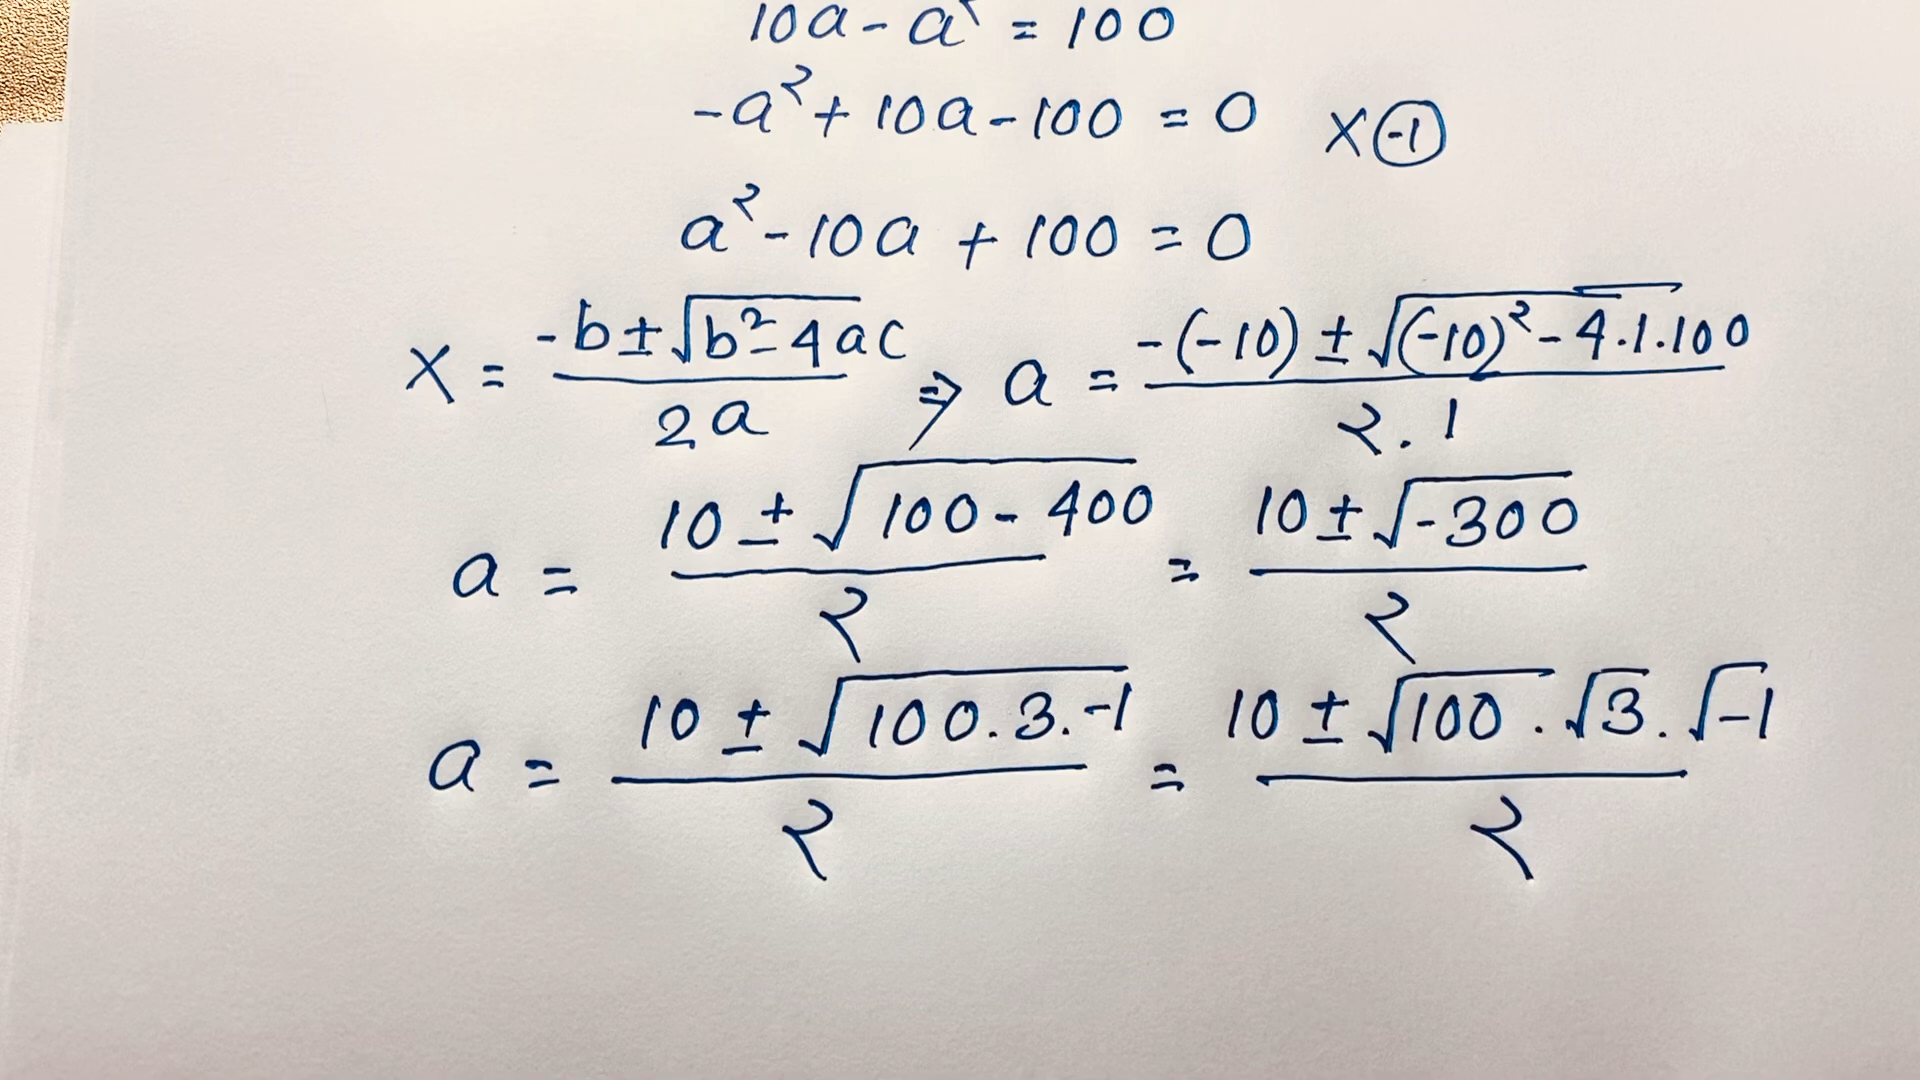 10a - a² = 100
-a² + 10a - 100 = 0 ×(-1)
a² - 10a + 100 = 0
x = (-b ± √(b² - 4ac))/(2a) ⇒ a = (-(-10) ± √((-10)² - 4.1.100))/(2.1)
a = (10 ± √(100 - 400))/2 = (10 ± √(-300))/2
a = (10 ± √(100.3.-1))/2 = (10 ± √100 . √3 . √-1)/2